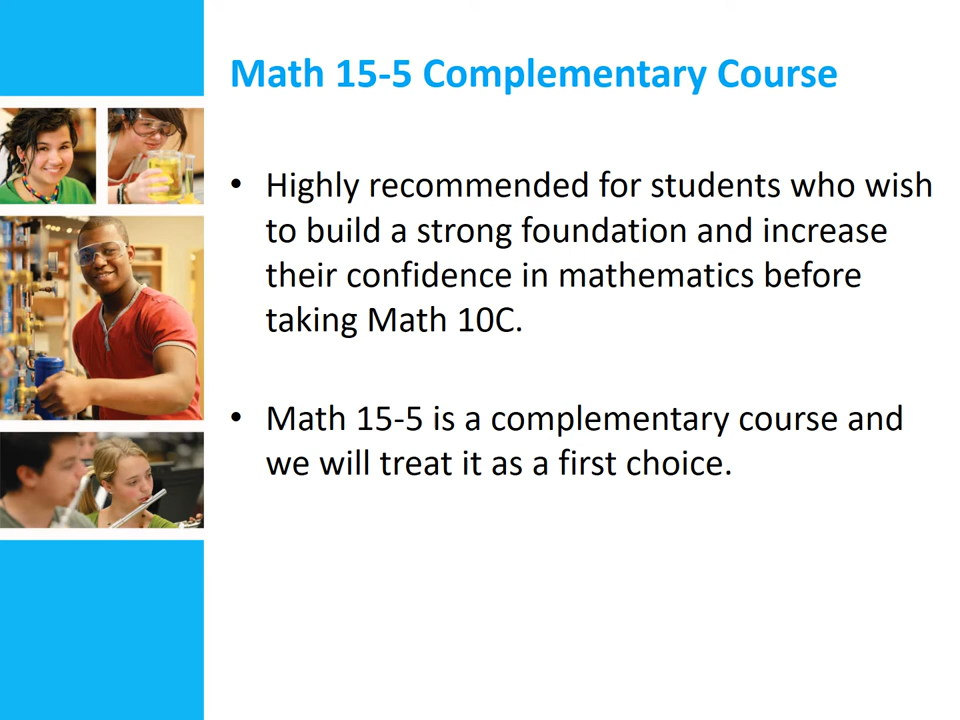 Math 15-5 Complementary Course
• Highly recommended for students who wish
to build a strong foundation and increase
their confidence in mathematics before
taking Math 10C.
• Math 15-5 is a complementary course and
we will treat it as a first choice.